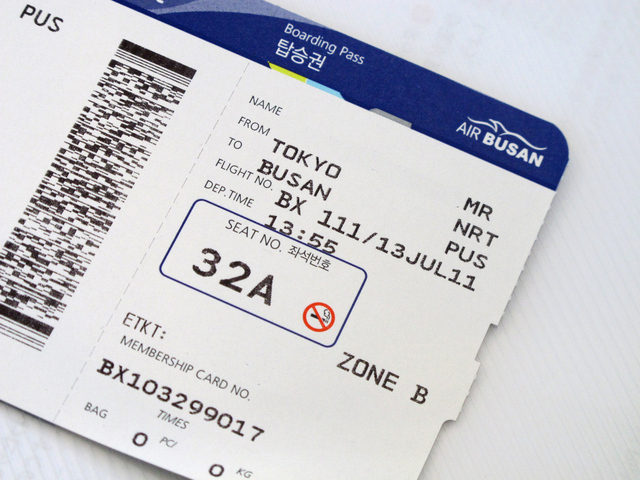 PUS
Boarding Pass
탑승권
AIR BUSAN
NAME
MR
FROM TOKYO NRT
TO BUSAN PUS
FLIGHT NO. BX 111/13JUL11
DEP.TIME 13:55
SEAT NO. 좌석번호
32A
ZONE B
ETKT:
MEMBERSHIP CARD NO.
BX103299017
BAG TIMES
0 PC/ 0 KG